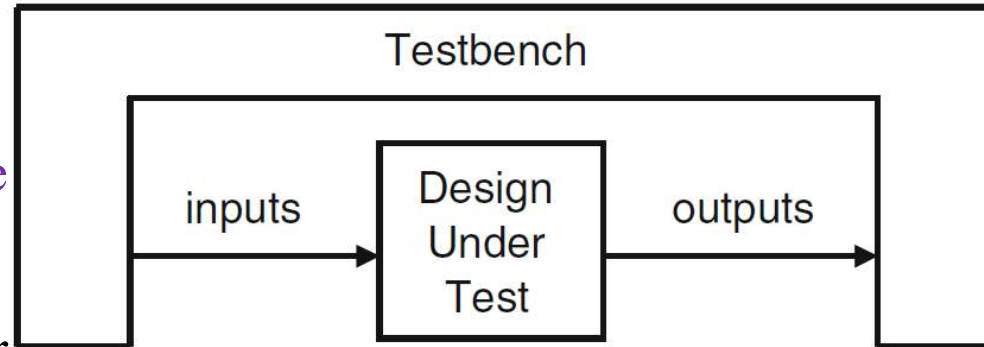 Testbench
e
inputs
Design
Under
Test
outputs
r